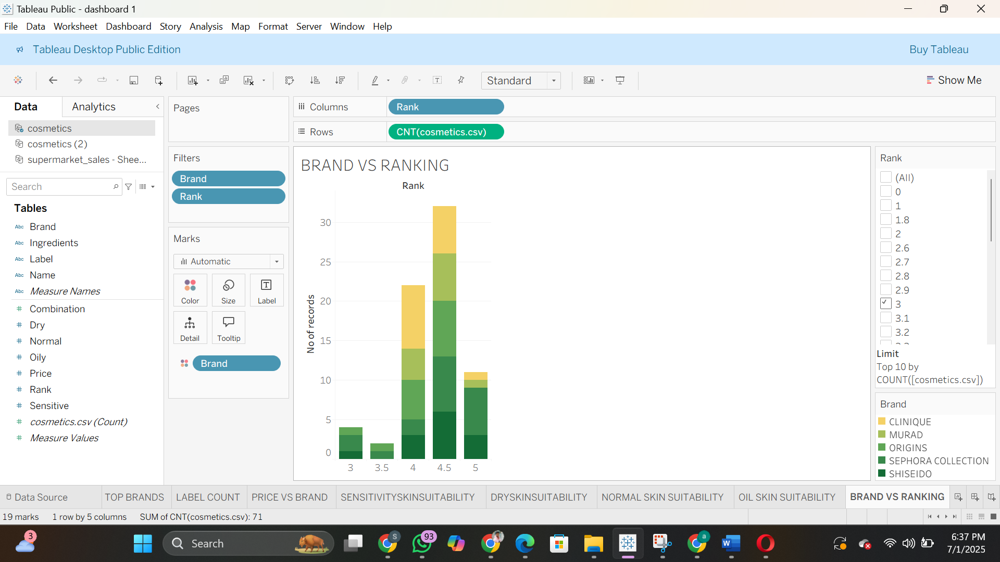 Tableau Public - dashboard 1
File Data Worksheet Dashboard Story Analysis Map Format Server Window Help
Tableau Desktop Public Edition
Buy Tableau
Standard
Show Me
Data
Analytics
cosmetics
cosmetics (2)
supermarket_sales - Shee...
Search
Tables
Abc Brand
Abc Ingredients
Abc Label
Abc Name
Abc Measure Names
# Combination
# Dry
# Normal
# Oily
# Price
# Rank
# Sensitive
# cosmetics.csv (Count)
# Measure Values
Pages
Filters
Brand
Rank
Marks
Automatic
Color
Size
Label
Detail
Tooltip
Brand
Columns
Rank
Rows
CNT(cosmetics.csv)
BRAND VS RANKING
Rank
No of records
30
25
20
15
10
5
0
3
3.5
4
4.5
5
Rank
(All)
0
1
1.8
2
2.6
2.7
2.8
2.9
3
3.1
3.2
Limit
Top 10 by
COUNT([cosmetics.csv])
Brand
CLINIQUE
MURAD
ORIGINS
SEPHORA COLLECTION
SHISEIDO
Data Source
TOP BRANDS
LABEL COUNT
PRICE VS BRAND
SENSITIVITYSKINSUITABILITY
DRYSKINSUITABILITY
NORMAL SKIN SUITABILITY
OIL SKIN SUITABILITY
BRAND VS RANKING
19 marks
1 row by 5 columns
SUM of CNT(cosmetics.csv): 71
3
Search
S
93
a
W
6:37 PM
7/1/2025